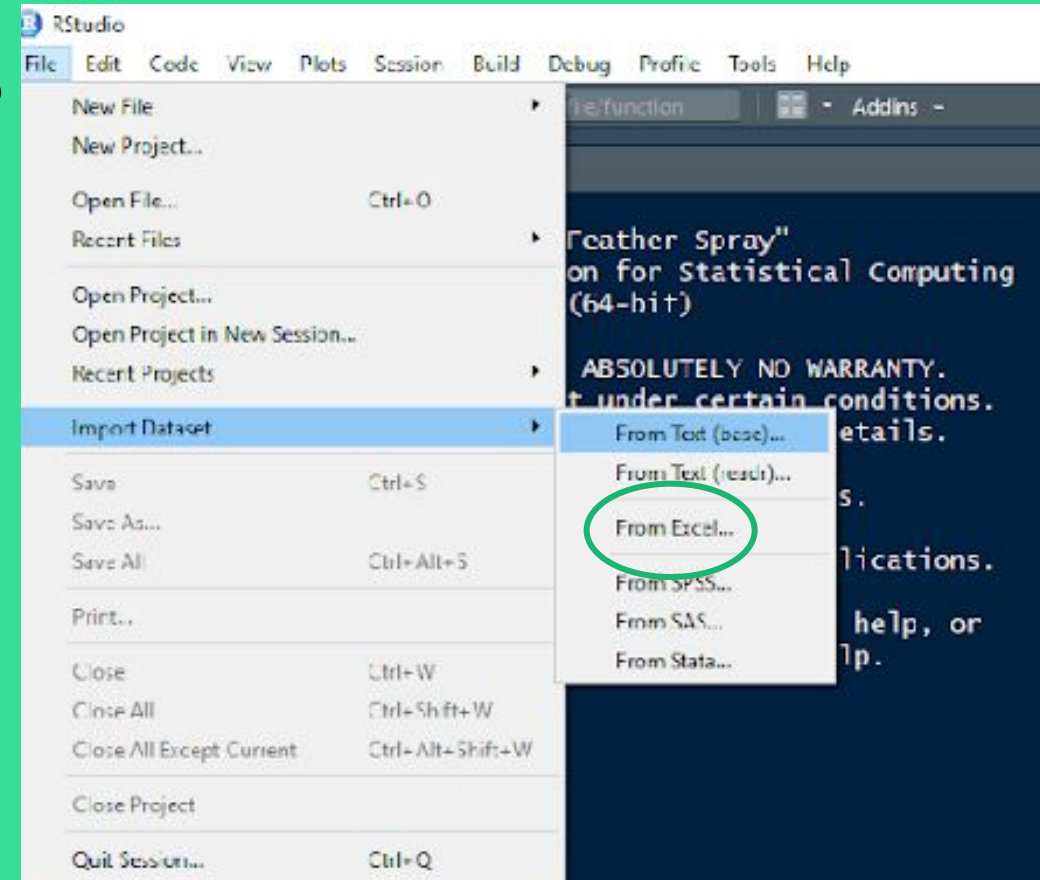 RStudio
File Edit Code View Plots Session Build Debug Profile Tools Help
New File
file/function Addins
New Project...
Open File... Ctrl+O
Recent Files
Feather Spray"
on for Statistical Computing
Open Project...
(64-bit)
Open Project in New Session...
Recent Projects
ABSOLUTELY NO WARRANTY.
t under certain conditions.
Import Dataset
From Text (base)...
etails.
From Text (readr)...
Save Ctrl+S
s.
Save As...
From Excel...
Save All Ctrl+Alt+S
lications.
From SPSS...
Print...
From SAS...
help, or
From Stata...
lp.
Close Ctrl+W
Close All Ctrl+Shift+W
Close All Except Current Ctrl+Alt+Shift+W
Close Project
Quit Session... Ctrl+Q